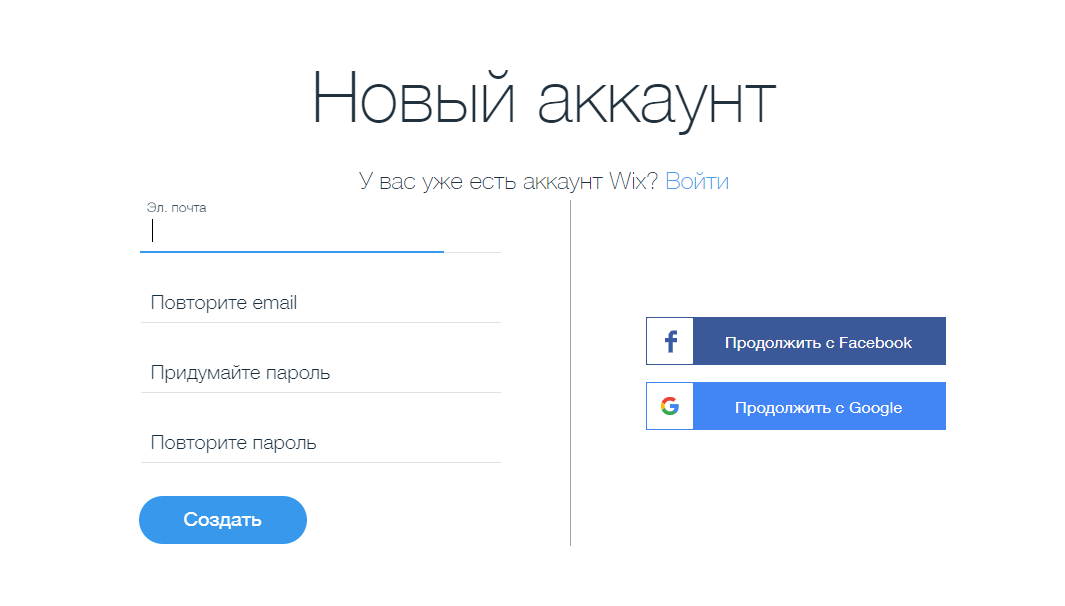 Новый аккаунт
У вас уже есть аккаунт Wix? Войти
Эл. почта
Повторите email
Придумайте пароль
Повторите пароль
Создать
Продолжить с Facebook
Продолжить с Google